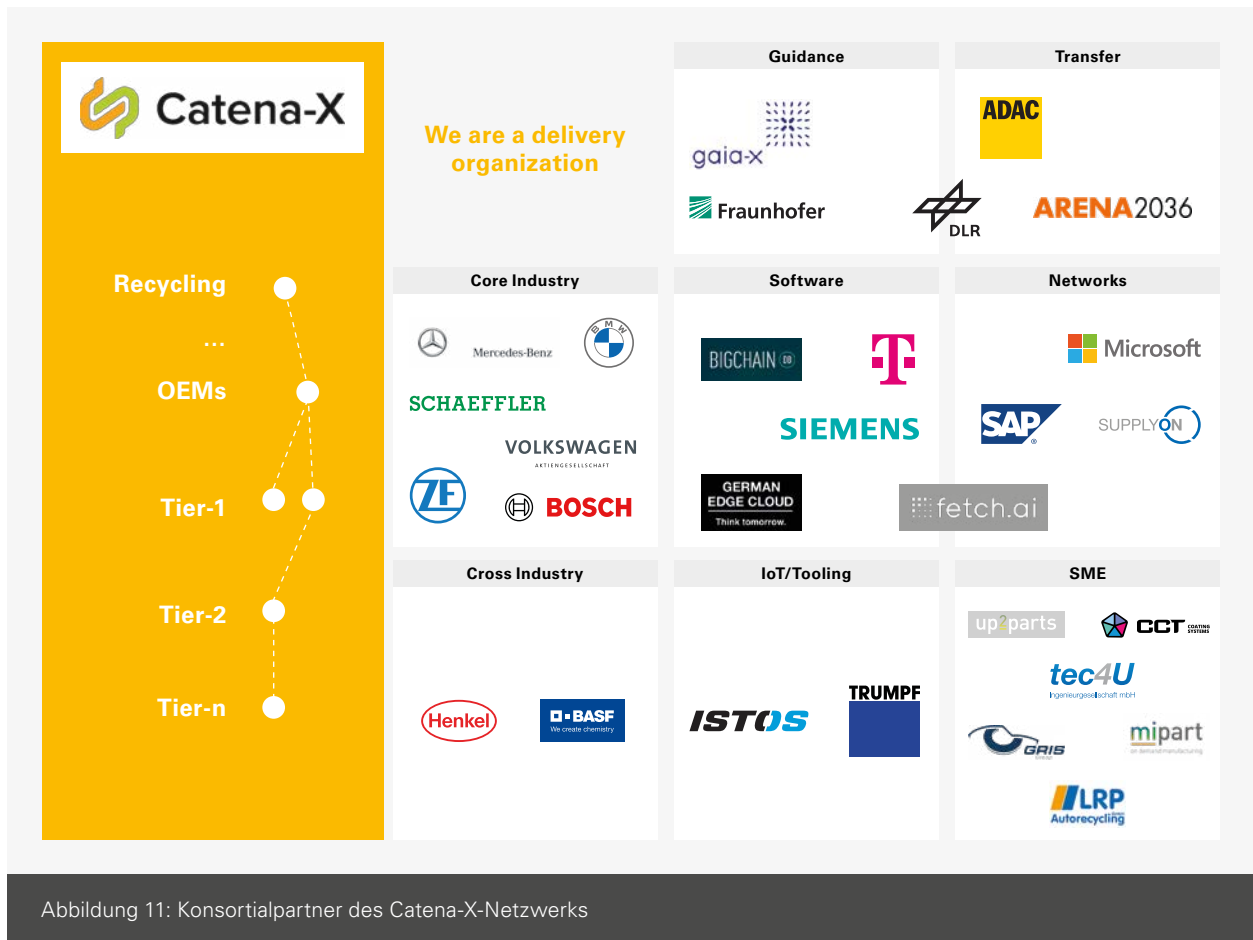 Catena-X
We are a delivery
organization
Recycling
...
OEMs
Tier-1
Tier-2
Tier-n
Guidance
gaia-x
Fraunhofer
DLR
Transfer
ADAC
ARENA2036
Core Industry
Mercedes-Benz
BMW
SCHAEFFLER
VOLKSWAGEN
AKTIENGESELLSCHAFT
ZF
BOSCH
Software
BIGCHAIN DB
T
SIEMENS
GERMAN
EDGE CLOUD
Think tomorrow.
fetch.ai
Networks
Microsoft
SAP®
SUPPLYON
Cross Industry
Henkel
BASF
We create chemistry
IoT/Tooling
ISTOS
TRUMPF
SME
up2parts
CCT COATING
SYSTEMS
tec4U
Ingenieurgesellschaft mbH
GRIS
GROUP
mipart
on demand manufacturing
LRP
Autorecycling
Abbildung 11: Konsortialpartner des Catena-X-Netzwerks